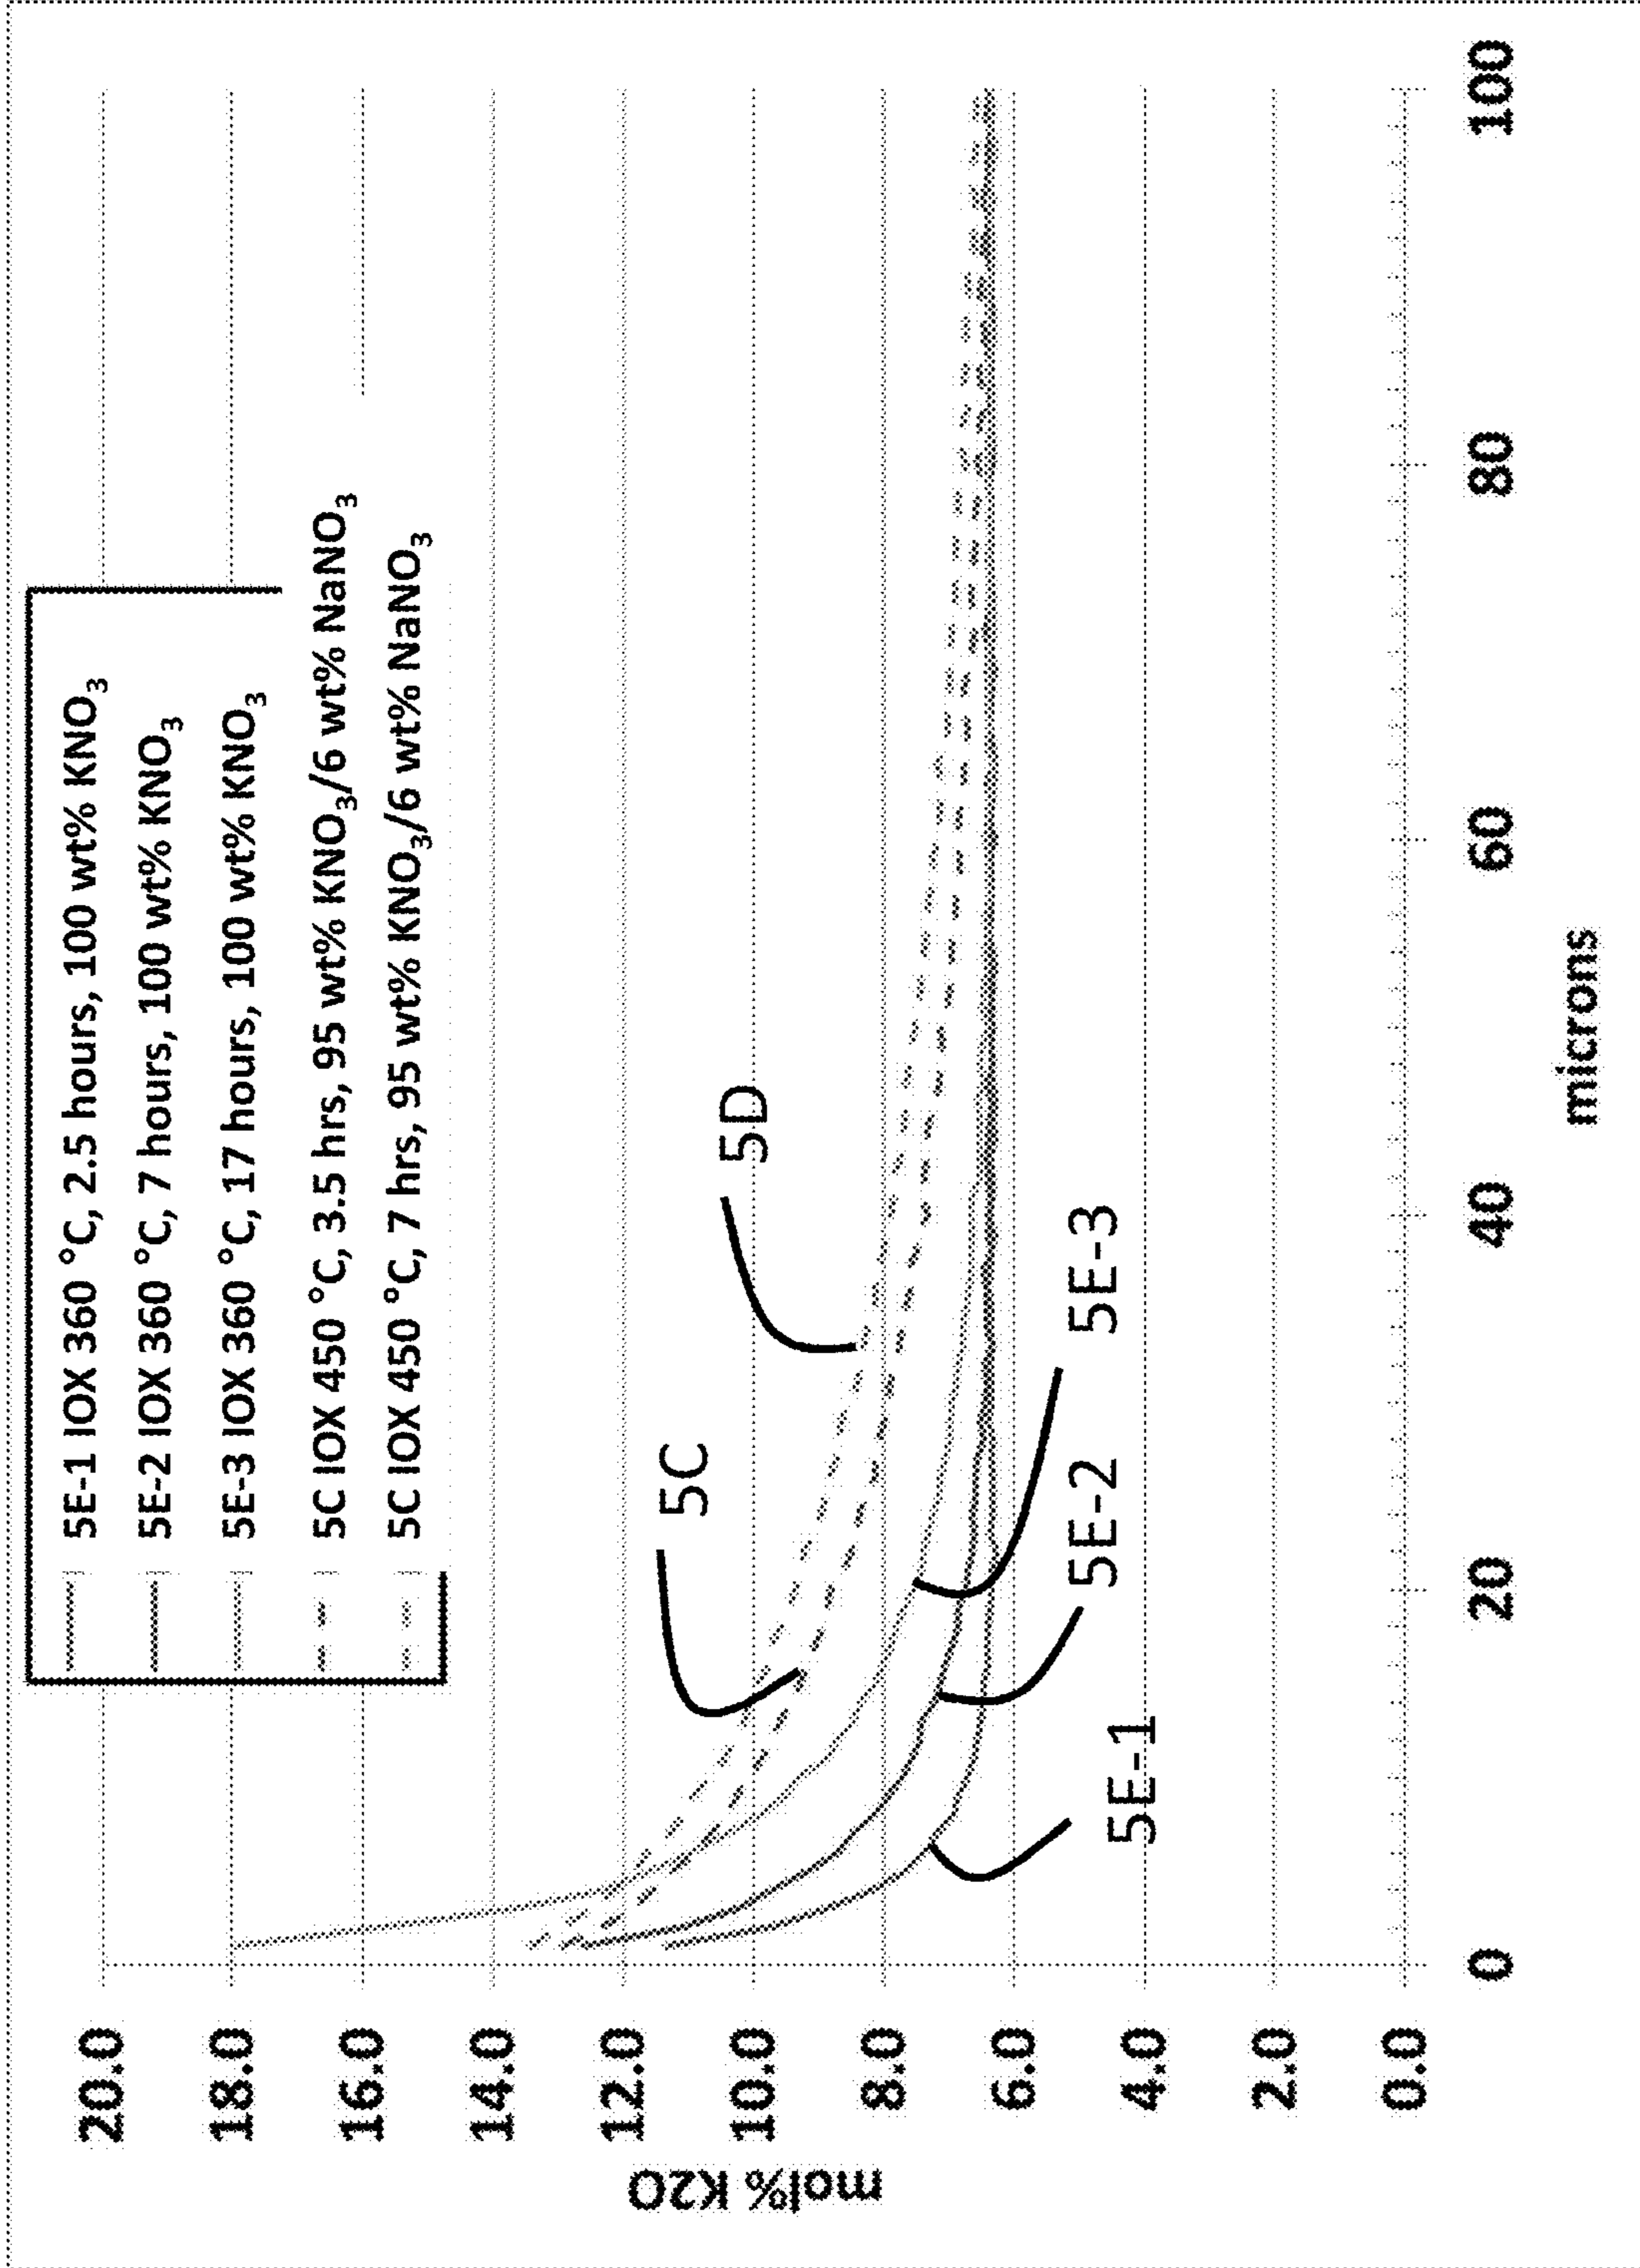 5E-1 IOX 360 °C, 2.5 hours, 100 wt% KNO₃
5E-2 IOX 360 °C, 7 hours, 100 wt% KNO₃
5E-3 IOX 360 °C, 17 hours, 100 wt% KNO₃
5C IOX 450 °C, 3.5 hrs, 95 wt% KNO₃/6 wt% NaNO₃
5C IOX 450 °C, 7 hrs, 95 wt% KNO₃/6 wt% NaNO₃
20.0
18.0
16.0
14.0
12.0
10.0
8.0
6.0
4.0
2.0
0.0
mol% K2O
5C
5D
5E-1
5E-2
5E-3
0
20
40
60
80
100
microns